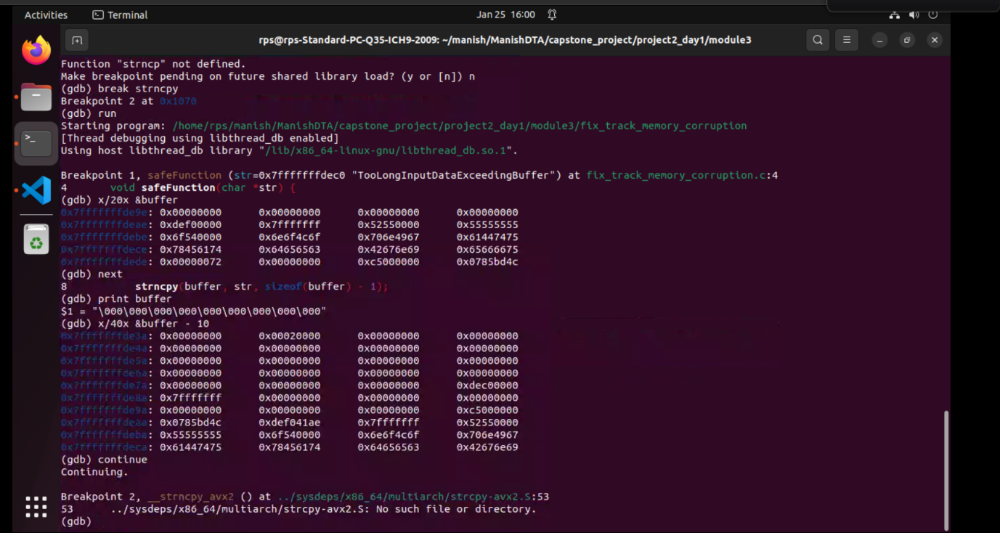 Activities
Terminal
Jan 25 16:00
rps@rps-Standard-PC-Q35-ICH9-2009: ~/manish/ManishDTA/capstone_project/project2_day1/module3
Function "strncp" not defined.
Make breakpoint pending on future shared library load? (y or [n]) n
(gdb) break strncpy
Breakpoint 2 at 0x1070
(gdb) run
Starting program: /home/rps/manish/ManishDTA/capstone_project/project2_day1/module3/fix_track_memory_corruption
[Thread debugging using libthread_db enabled]
Using host libthread_db library "/lib/x86_64-linux-gnu/libthread_db.so.1".
Breakpoint 1, safeFunction (str=0x7fffffffdec0 "TooLongInputDataExceedingBuffer") at fix_track_memory_corruption.c:4
4 void safeFunction(char *str) {
(gdb) x/20x &buffer
0x7fffffffde9e: 0x00000000 0x00000000 0x00000000 0x00000000
0x7fffffffdeae: 0xdef00000 0x7fffffff 0x52550000 0x55555555
0x7fffffffdebe: 0x6f540000 0x6e6f4c6f 0x706e4967 0x61447475
0x7fffffffdece: 0x78456174 0x64656563 0x42676e69 0x65666675
0x7fffffffdede: 0x00000072 0x00000000 0xc5000000 0x0785bd4c
(gdb) next
8 strncpy(buffer, str, sizeof(buffer) - 1);
(gdb) print buffer
$1 = "\000\000\000\000\000\000\000\000\000"
(gdb) x/40x &buffer - 10
0x7fffffffde3a: 0x00000000 0x00020000 0x00000000 0x00000000
0x7fffffffde4a: 0x00000000 0x00000000 0x00000000 0x00000000
0x7fffffffde5a: 0x00000000 0x00000000 0x00000000 0x00000000
0x7fffffffde6a: 0x00000000 0x00000000 0x00000000 0x00000000
0x7fffffffde7a: 0x00000000 0x00000000 0x00000000 0xdec00000
0x7fffffffde8a: 0x7fffffff 0x00000000 0x00000000 0x00000000
0x7fffffffde9a: 0x00000000 0x00000000 0x00000000 0xc5000000
0x7fffffffdeaa: 0x0785bd4c 0xdef041ae 0x7fffffff 0x52550000
0x7fffffffdeba: 0x55555555 0x6f540000 0x6e6f4c6f 0x706e4967
0x7fffffffdeca: 0x61447475 0x78456174 0x64656563 0x42676e69
(gdb) continue
Continuing.
Breakpoint 2, __strncpy_avx2 () at ../sysdeps/x86_64/multiarch/strcpy-avx2.S:53
53 ../sysdeps/x86_64/multiarch/strcpy-avx2.S: No such file or directory.
(gdb)